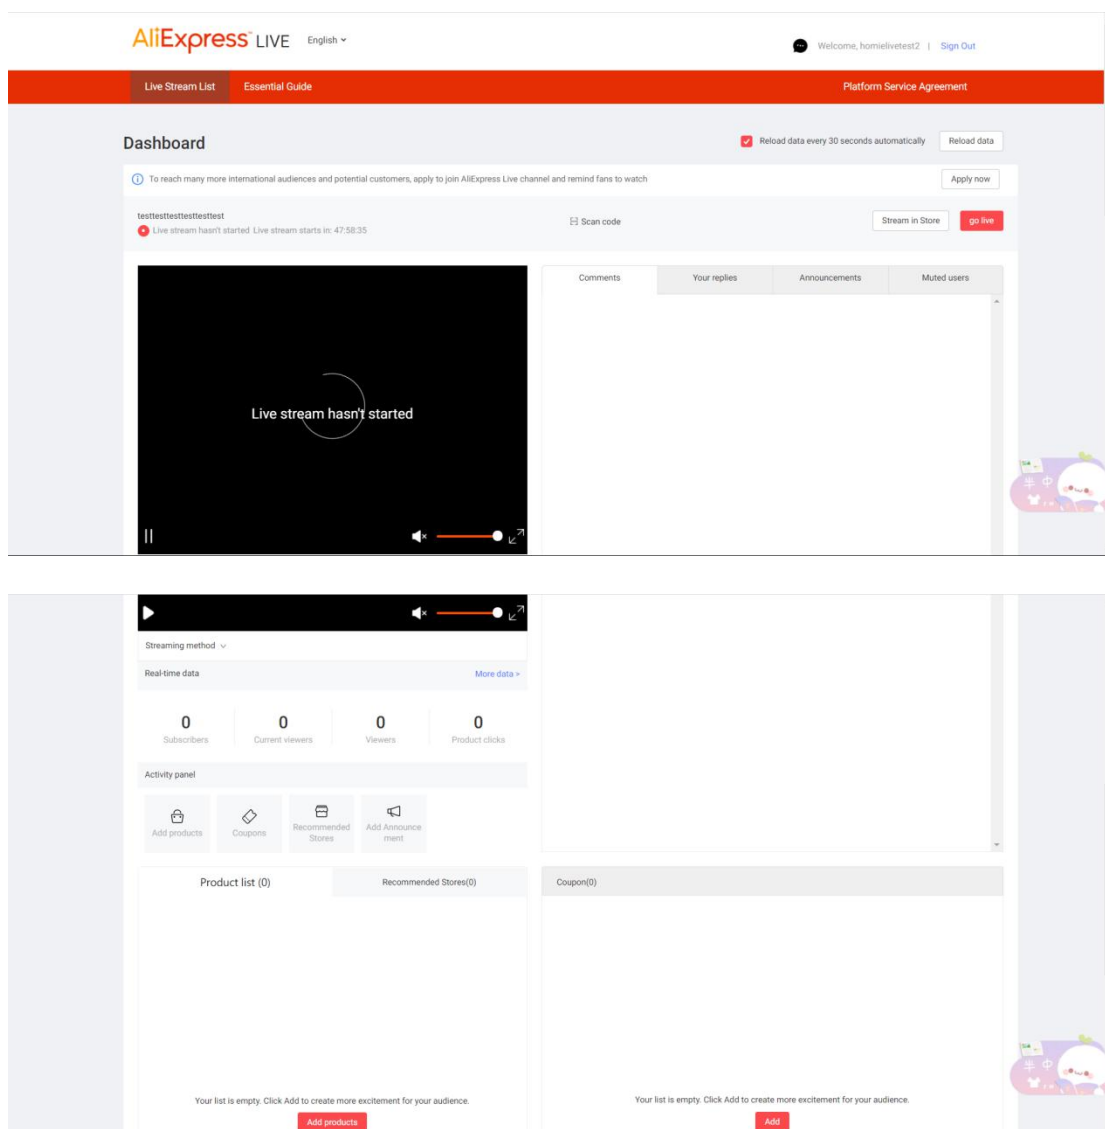 AliExpress LIVE English
Welcome, homielivetest2 | Sign Out
Live Stream List Essential Guide Platform Service Agreement
Dashboard
Reload data every 30 seconds automatically Reload data
To reach many more international audiences and potential customers, apply to join AliExpress Live channel and remind fans to watch Apply now
testtesttesttesttesttest
Live stream hasn't started Live stream starts in: 47:58:35
Scan code
Stream in Store go live
Comments Your replies Announcements Muted users
Live stream hasn't started
半 中
Streaming method
Real-time data More data >
0 0 0 0
Subscribers Current viewers Viewers Product clicks
Activity panel
Add products Coupons Recommended Stores Add Announce
ment
Product list (0) Recommended Stores(0) Coupon(0)
半 中
Your list is empty. Click Add to create more excitement for your audience.
Add products
Your list is empty. Click Add to create more excitement for your audience.
Add